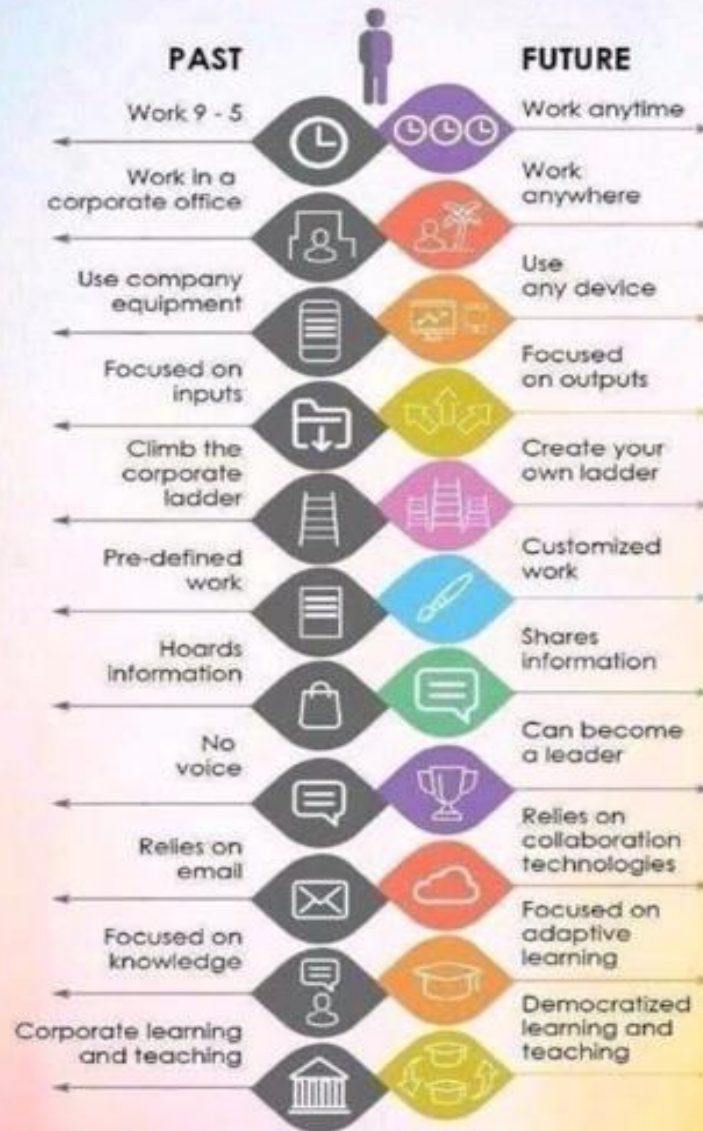 PAST
FUTURE
Work 9 - 5
Work anytime
Work in a
corporate office
Work
anywhere
Use company
equipment
Use
any device
Focused on
inputs
Focused
on outputs
Climb the
corporate
ladder
Create your
own ladder
Pre-defined
work
Customized
work
Hoards
information
Shares
information
No
voice
Can become
a leader
Relies on
email
Relies on
collaboration
technologies
Focused on
knowledge
Focused on
adaptive
learning
Corporate learning
and teaching
Democratized
learning and
teaching